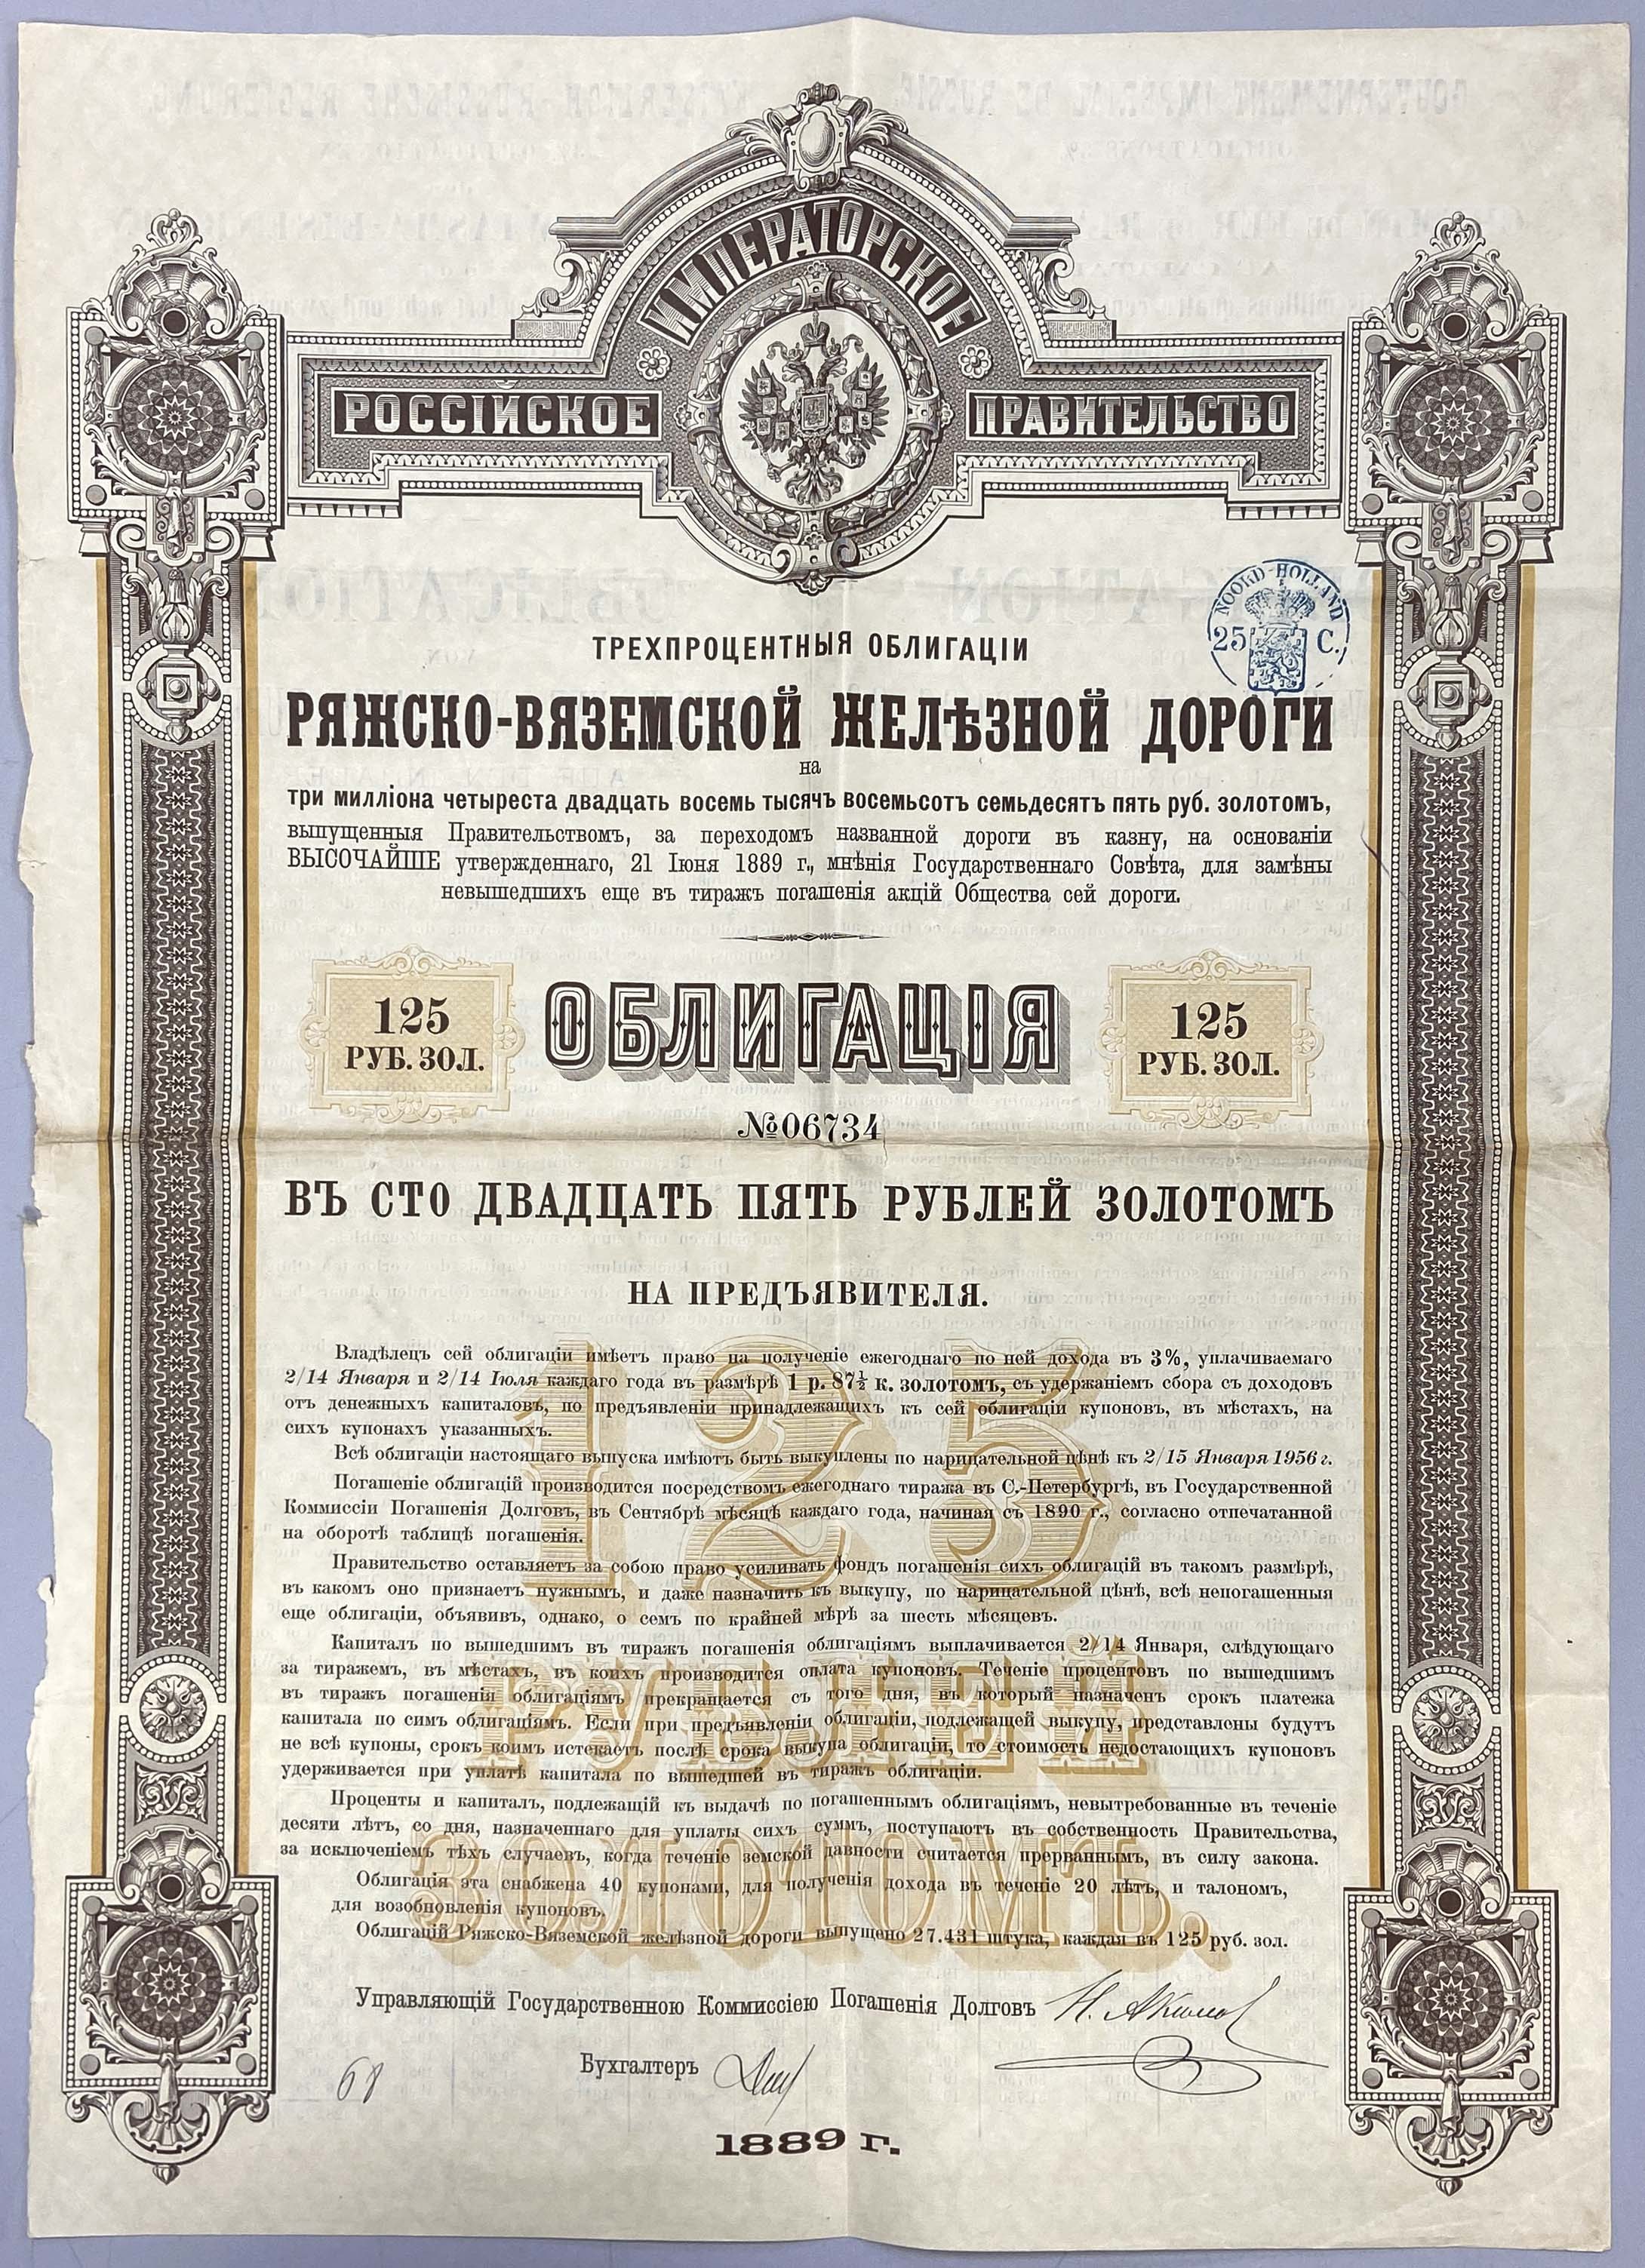 ИМПЕРАТОРСКОЕ
РОССІЙСКОЕ ПРАВИТЕЛЬСТВО
NOORD-HOLLAND
25 C.
ТРЕХПРОЦЕНТНЫЯ ОБЛИГАЦІИ
РЯЖСКО-ВЯЗЕМСКОЙ ЖЕЛѢЗНОЙ ДОРОГИ
на
три милліона четыреста двадцать восемь тысячъ восемьсотъ семьдесятъ пять руб. золотомъ,
выпущенныя Правительствомъ, за переходомъ названной дороги въ казну, на основаніи
ВЫСОЧАЙШЕ утвержденнаго, 21 Іюня 1889 г., мнѣнія Государственнаго Совѣта, для замѣны
невышедшихъ еще въ тиражъ погашенія акцій Общества сей дороги.
125 РУБ. ЗОЛ.
ОБЛИГАЦІЯ
125 РУБ. ЗОЛ.
№06734
ВЪ СТО ДВАДЦАТЬ ПЯТЬ РУБЛЕЙ ЗОЛОТОМЪ
НА ПРЕДЪЯВИТЕЛЯ.
125
РУБЛЕЙ
ЗОЛОТОМЪ.
Владѣлецъ сей облигаціи имѣетъ право на полученіе ежегоднаго по ней дохода въ 3%, уплачиваемаго
2/14 Января и 2/14 Іюля каждаго года въ размѣрѣ 1 р. 87½ к. золотомъ, съ удержаніемъ сбора съ доходовъ
отъ денежныхъ капиталовъ, по предъявленіи принадлежащихъ къ сей облигаціи купоновъ, въ мѣстахъ, на
сихъ купонахъ указанныхъ.
Всѣ облигаціи настоящаго выпуска имѣютъ быть выкуплены по нарицательной цѣнѣ къ 2/15 Января 1956 г.
Погашеніе облигацій производится посредствомъ ежегоднаго тиража въ С.-Петербургѣ, въ Государственной
Коммиссіи Погашенія Долговъ, въ Сентябрѣ мѣсяцѣ каждаго года, начиная съ 1890 г., согласно отпечатанной
на оборотѣ таблицѣ погашенія.
Правительство оставляетъ за собою право усиливать фондъ погашенія сихъ облигацій въ такомъ размѣрѣ,
въ какомъ оно признаетъ нужнымъ, и даже назначить къ выкупу, по нарицательной цѣнѣ, всѣ непогашенныя
еще облигаціи, объявивъ, однако, о семъ по крайней мѣрѣ за шесть мѣсяцевъ.
Капиталъ по вышедшимъ въ тиражъ погашенія облигаціямъ выплачивается 2/14 Января, слѣдующаго
за тиражемъ, въ мѣстахъ, въ коихъ производится оплата купоновъ. Теченіе процентовъ по вышедшимъ
въ тиражъ погашенія облигаціямъ прекращается съ того дня, въ который назначенъ срокъ платежа
капитала по симъ облигаціямъ. Если при предъявленіи облигаціи, подлежащей выкупу, представлены будутъ
не всѣ купоны, срокъ коимъ истекаетъ послѣ срока выкупа облигаціи, то стоимость недостающихъ купоновъ
удерживается при уплатѣ капитала по вышедшей въ тиражъ облигаціи.
Проценты и капиталъ, подлежащій къ выдачѣ по погашеннымъ облигаціямъ, невытребованные въ теченіе
десяти лѣтъ, со дня, назначеннаго для уплаты сихъ суммъ, поступаютъ въ собственность Правительства,
за исключеніемъ тѣхъ случаевъ, когда теченіе земской давности считается прерваннымъ, въ силу закона.
Облигація эта снабжена 40 купонами, для полученія дохода въ теченіе 20 лѣтъ, и талономъ,
для возобновленія купоновъ.
Облигацій Ряжско-Вяземской желѣзной дороги выпущено 27.431 штука, каждая въ 125 руб. зол.
Управляющій Государственною Коммиссіею Погашенія Долговъ
Бухгалтеръ
68
1889 г.